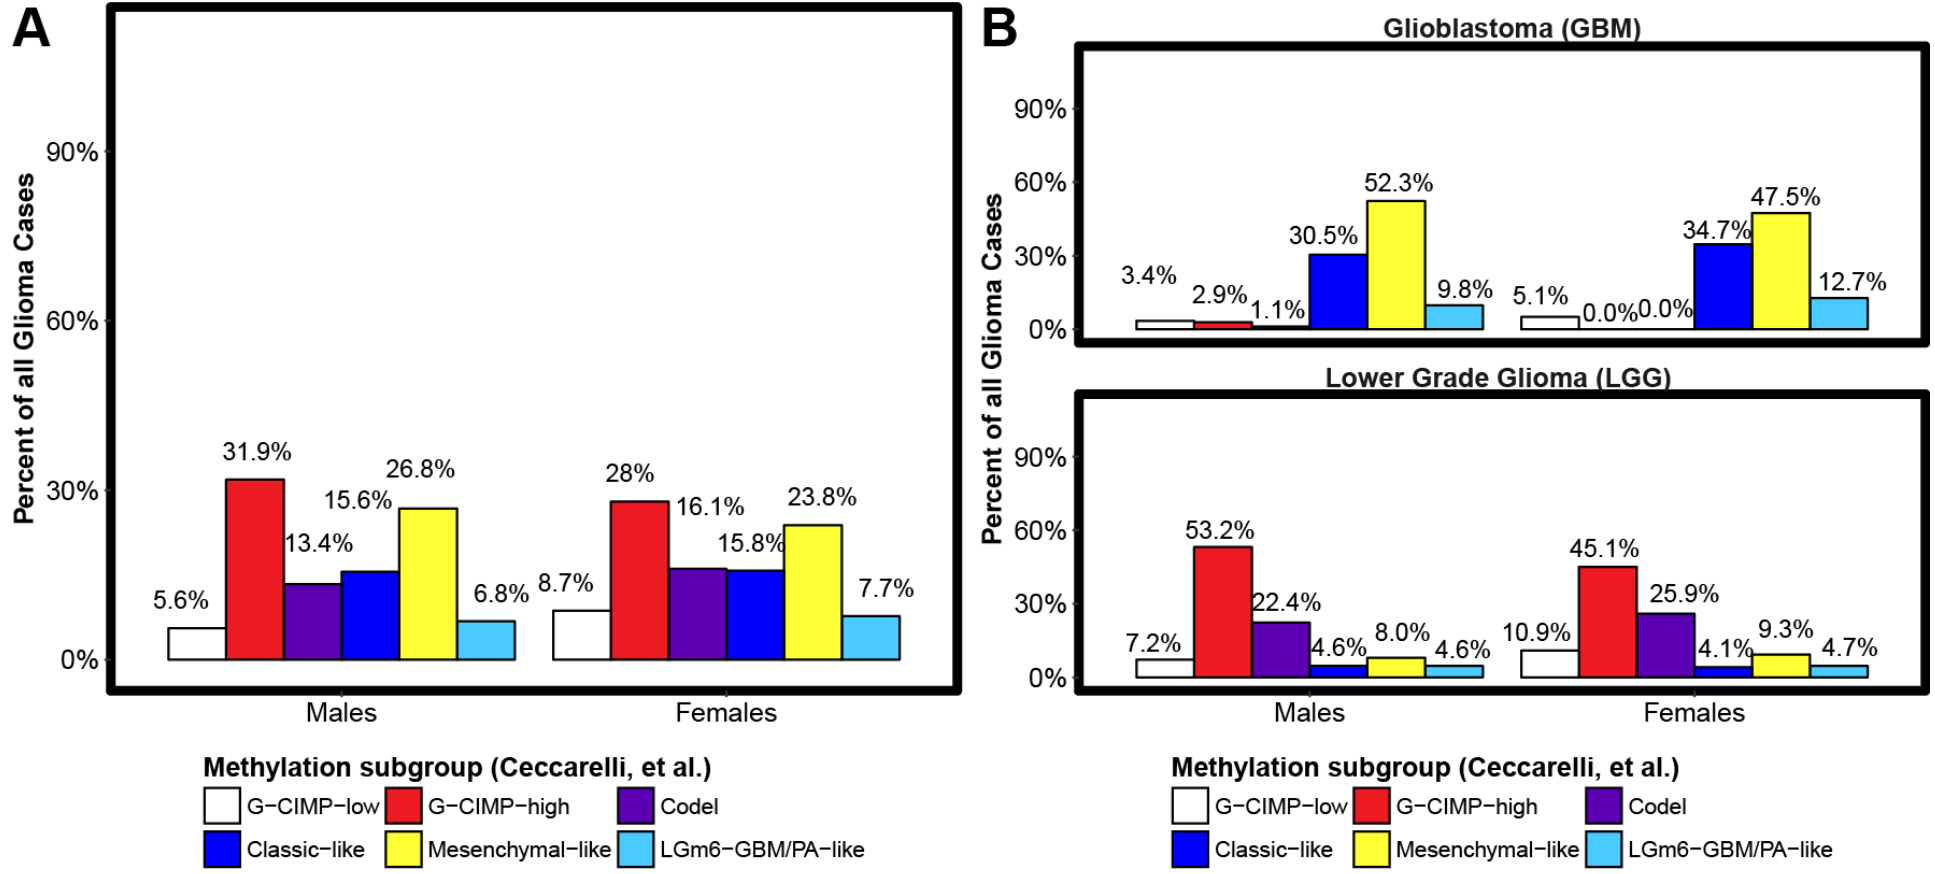 A
Percent of all Glioma Cases
90%
60%
30%
0%
5.6%
31.9%
13.4%
15.6%
26.8%
6.8%
8.7%
28%
16.1%
15.8%
23.8%
7.7%
Males
Females
Methylation subgroup (Ceccarelli, et al.)
G−CIMP−low
G−CIMP−high
Codel
Classic−like
Mesenchymal−like
LGm6−GBM/PA−like
B
Percent of all Glioma Cases
Glioblastoma (GBM)
90%
60%
30%
0%
3.4%
2.9%
1.1%
30.5%
52.3%
9.8%
5.1%
0.0%
0.0%
34.7%
47.5%
12.7%
Lower Grade Glioma (LGG)
90%
60%
30%
0%
7.2%
53.2%
22.4%
4.6%
8.0%
4.6%
10.9%
45.1%
25.9%
4.1%
9.3%
4.7%
Males
Females
Methylation subgroup (Ceccarelli, et al.)
G−CIMP−low
G−CIMP−high
Codel
Classic−like
Mesenchymal−like
LGm6−GBM/PA−like